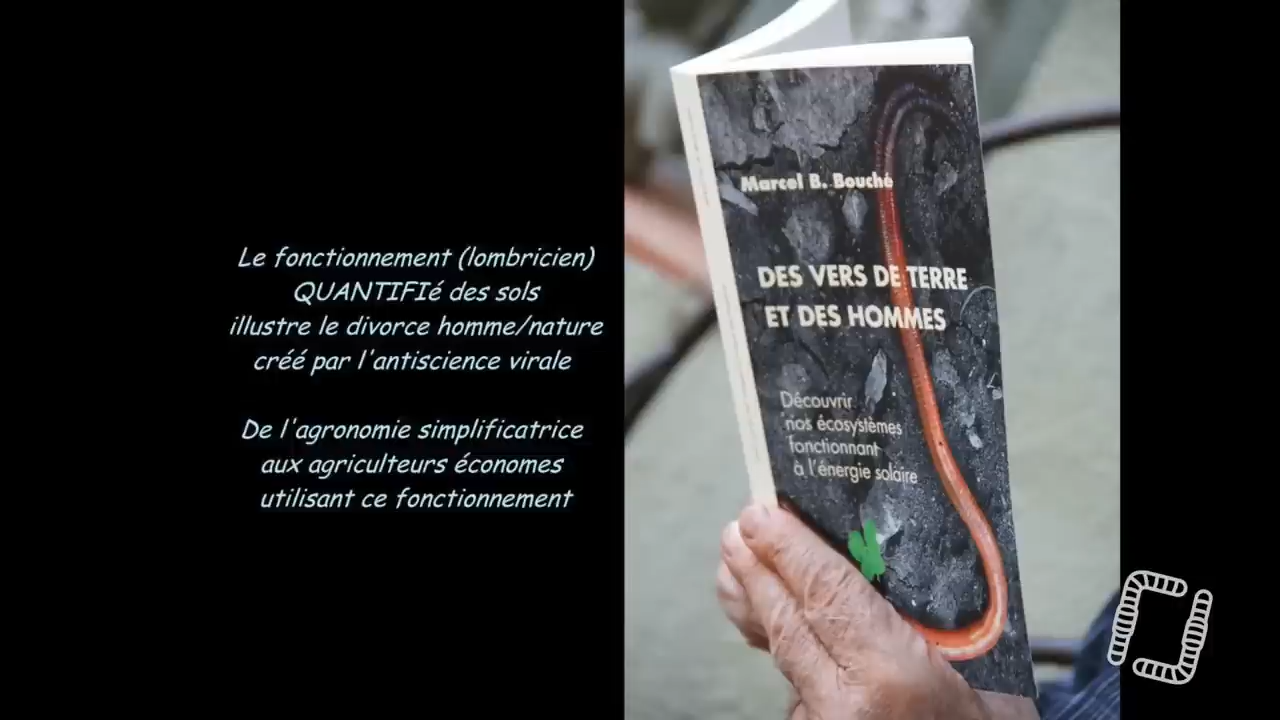 Le fonctionnement (lombricien)
QUANTIFIé des sols
illustre le divorce homme/nature
créé par l'antiscience virale
De l'agronomie simplificatrice
aux agriculteurs économes
utilisant ce fonctionnement
Marcel B. Bouché
DES VERS DE TERRE
ET DES HOMMES
Découvrir
nos écosystèmes
fonctionnant
à l'énergie solaire